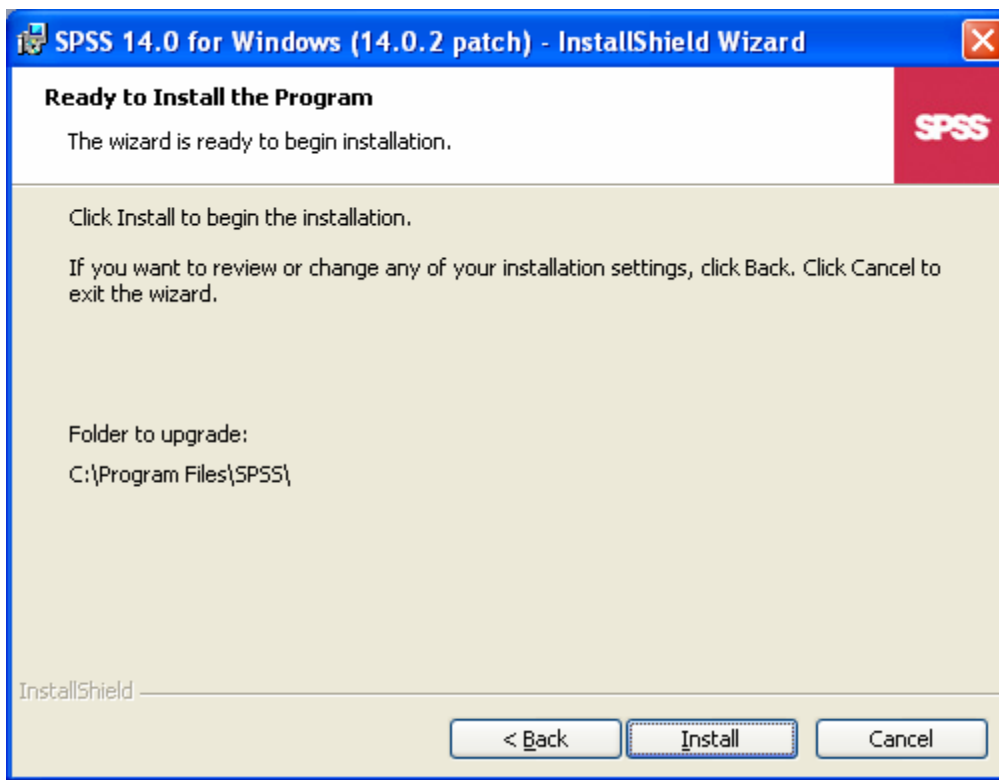 SPSS 14.0 for Windows (14.0.2 patch) - InstallShield Wizard
Ready to Install the Program
The wizard is ready to begin installation.
SPSS
Click Install to begin the installation.
If you want to review or change any of your installation settings, click Back. Click Cancel to
exit the wizard.
Folder to upgrade:
C:\Program Files\SPSS\
InstallShield
< Back
Install
Cancel